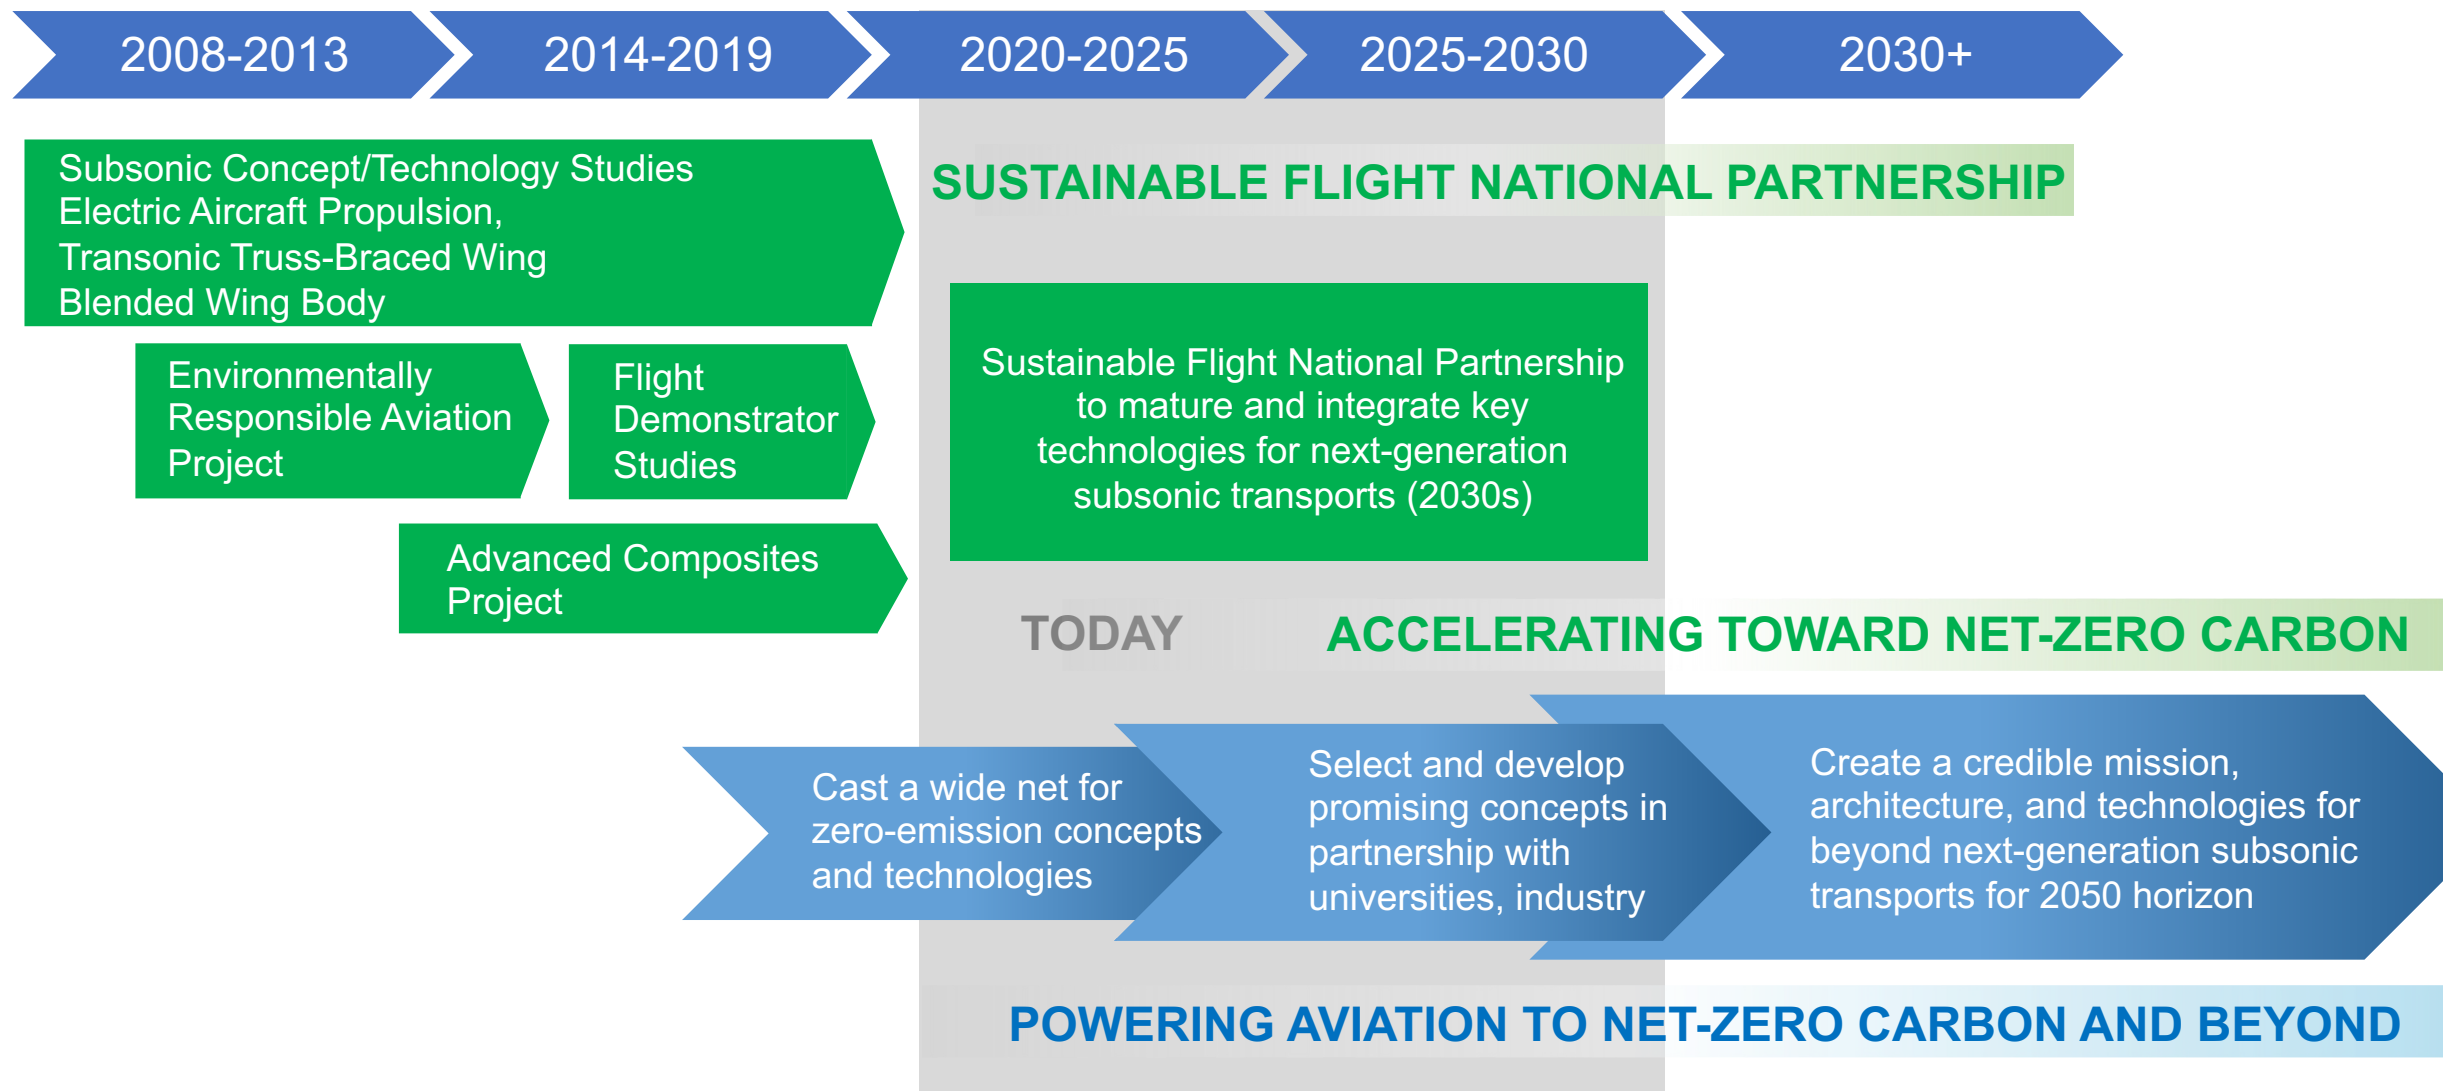 2008-2013
2014-2019
2020-2025
2025-2030
2030+
Subsonic Concept/Technology Studies
Electric Aircraft Propulsion,
Transonic Truss-Braced Wing
Blended Wing Body
SUSTAINABLE FLIGHT NATIONAL PARTNERSHIP
Environmentally
Responsible Aviation
Project
Flight
Demonstrator
Studies
Sustainable Flight National Partnership
to mature and integrate key
technologies for next-generation
subsonic transports (2030s)
Advanced Composites
Project
TODAY
ACCELERATING TOWARD NET-ZERO CARBON
Cast a wide net for
zero-emission concepts
and technologies
Select and develop
promising concepts in
partnership with
universities, industry
Create a credible mission,
architecture, and technologies for
beyond next-generation subsonic
transports for 2050 horizon
POWERING AVIATION TO NET-ZERO CARBON AND BEYOND